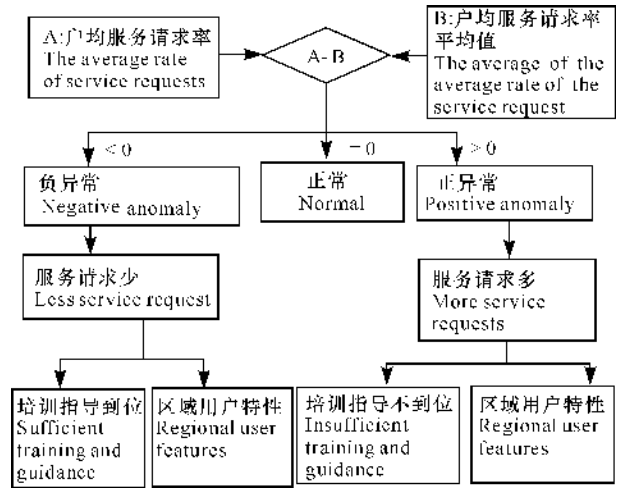 A:户均服务请求率
The average rate
of service requests
A-B
B:户均服务请求率
平均值
The average of the
average rate of the
service request
<0
=0
>0
负异常
Negative anomaly
正常
Normal
正异常
Positive anomaly
服务请求少
Less service request
服务请求多
More service
requests
培训指导到位
Sufficient
training and
guidance
区域用户特性
Regional user
features
培训指导不到位
Insufficient
training and
guidance
区域用户特性
Regional user
features